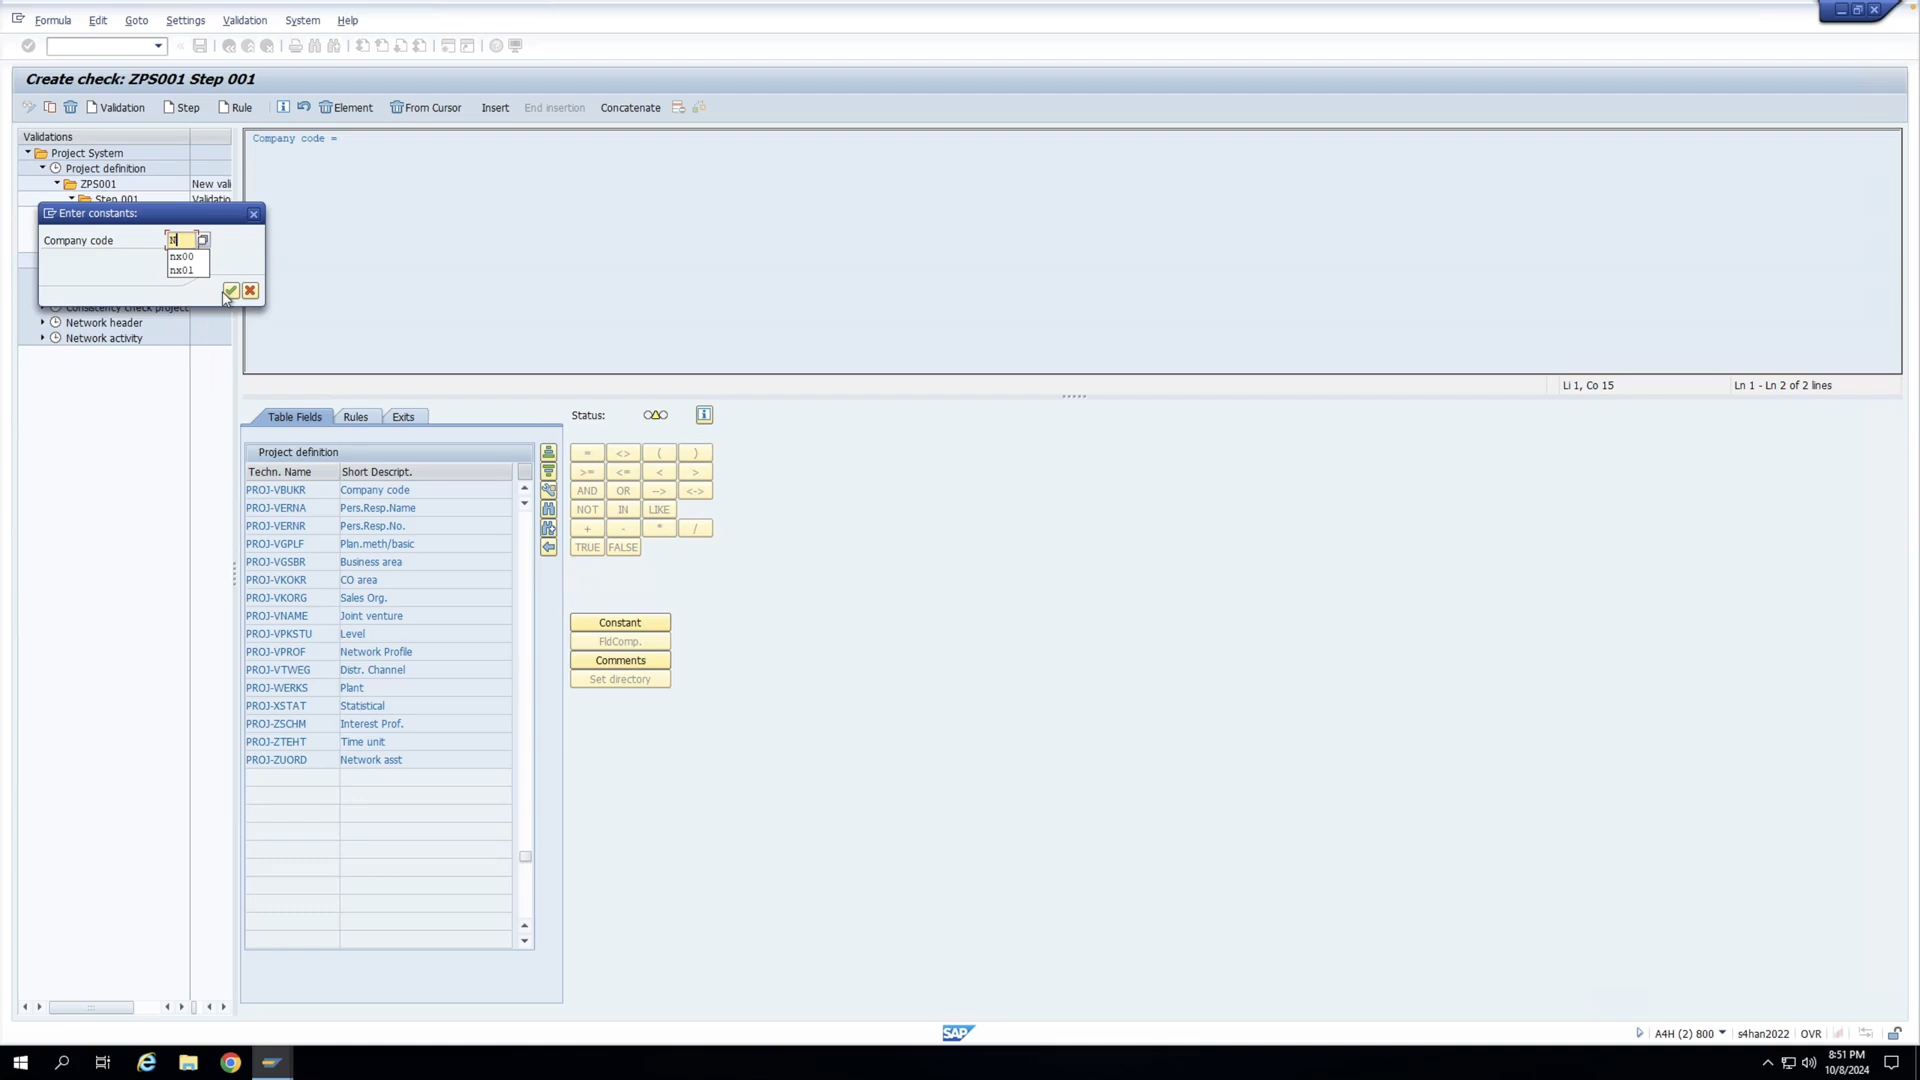 Formula Edit Goto Settings Validation System Help
Create check: ZPS001 Step 001
Validation Step Rule Element From Cursor Insert End insertion Concatenate
Validations
Project System
Project definition
ZPS001 New vali
Step 001 Validatio
Enter constants:
Company code N
nx00
nx01
Consistency check project
Network header
Network activity
Company code =
Li 1, Co 15 Ln 1 - Ln 2 of 2 lines
Table Fields Rules Exits Status:
Project definition
Techn. Name Short Descript.
PROJ-VBUKR Company code
PROJ-VERNA Pers.Resp.Name
PROJ-VERNR Pers.Resp.No.
PROJ-VGPLF Plan.meth/basic
PROJ-VGSBR Business area
PROJ-VKOKR CO area
PROJ-VKORG Sales Org.
PROJ-VNAME Joint venture
PROJ-VPKSTU Level
PROJ-VPROF Network Profile
PROJ-VTWEG Distr. Channel
PROJ-WERKS Plant
PROJ-XSTAT Statistical
PROJ-ZSCHM Interest Prof.
PROJ-ZTEHT Time unit
PROJ-ZUORD Network asst
= <> ( )
>= <= < >
AND OR --> <->
NOT IN LIKE
+ - * /
TRUE FALSE
Constant
FldComp.
Comments
Set directory
SAP
A4H (2) 800 s4han2022 OVR
8:51 PM
10/8/2024